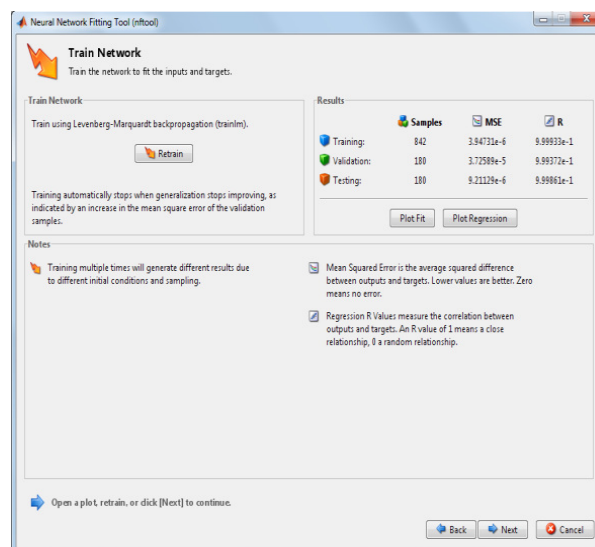 Neural Network Fitting Tool (nftool)
Train Network
Train the network to fit the inputs and targets.
Train Network
Train using Levenberg-Marquardt backpropagation (trainlm).
Retrain
Training automatically stops when generalization stops improving, as
indicated by an increase in the mean square error of the validation
samples.
Results
Samples MSE R
Training: 842 3.94731e-6 9.99933e-1
Validation: 180 3.72589e-5 9.99372e-1
Testing: 180 9.21129e-6 9.99861e-1
Plot Fit Plot Regression
Notes
Training multiple times will generate different results due
to different initial conditions and sampling.
Mean Squared Error is the average squared difference
between outputs and targets. Lower values are better. Zero
means no error.
Regression R Values measure the correlation between
outputs and targets. An R value of 1 means a close
relationship, 0 a random relationship.
Open a plot, retrain, or click [Next] to continue.
Back Next Cancel